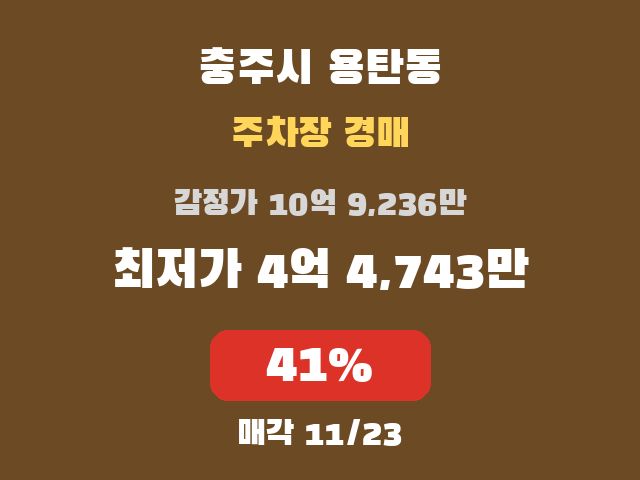 충주시 용탄동
주차장 경매
감정가 10억 9,236만
최저가 4억 4,743만
41%
매각 11/23